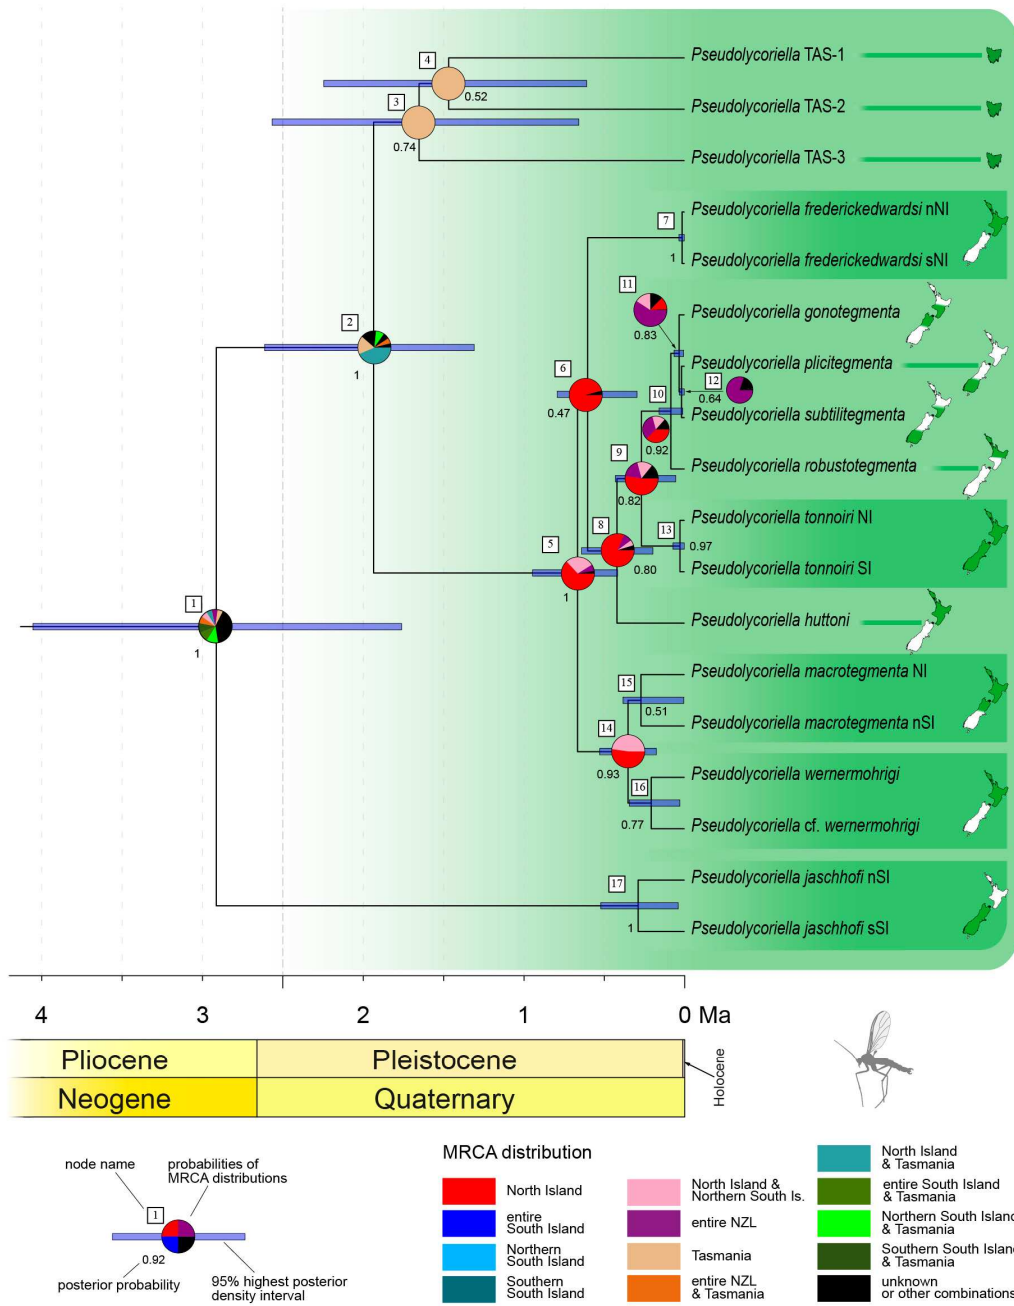 4
Pseudolycoriella TAS-1
0.52
3
Pseudolycoriella TAS-2
0.74
Pseudolycoriella TAS-3
7
Pseudolycoriella frederickedwardsi nNI
1
Pseudolycoriella frederickedwardsi sNI
11
Pseudolycoriella gonotegmenta
2
0.83
6
Pseudolycoriella plicitegmenta
1
12
0.64
10
0.47
Pseudolycoriella subtilitegmenta
0.92
9
Pseudolycoriella robustotegmenta
0.82
8
13
Pseudolycoriella tonnoiri NI
5
0.97
0.80
Pseudolycoriella tonnoiri SI
1
1
Pseudolycoriella huttoni
1
15
Pseudolycoriella macrotegmenta NI
0.51
14
Pseudolycoriella macrotegmenta nSI
0.93
16
Pseudolycoriella wernermohrigi
0.77
Pseudolycoriella cf. wernermohrigi
17
Pseudolycoriella jaschhofi nSI
1
Pseudolycoriella jaschhofi sSI
4 3 2 1 0 Ma
Pliocene Pleistocene
Holocene
Neogene Quaternary
node name
probabilities of
MRCA distributions
1
0.92
posterior probability
95% highest posterior
density interval
MRCA distribution
North Island
entire
South Island
Northern
South Island
Southern
South Island
North Island &
Northern South Is.
entire NZL
Tasmania
entire NZL
& Tasmania
North Island
& Tasmania
entire South Island
& Tasmania
Northern South Island
& Tasmania
Southern South Island
& Tasmania
unknown
or other combinations